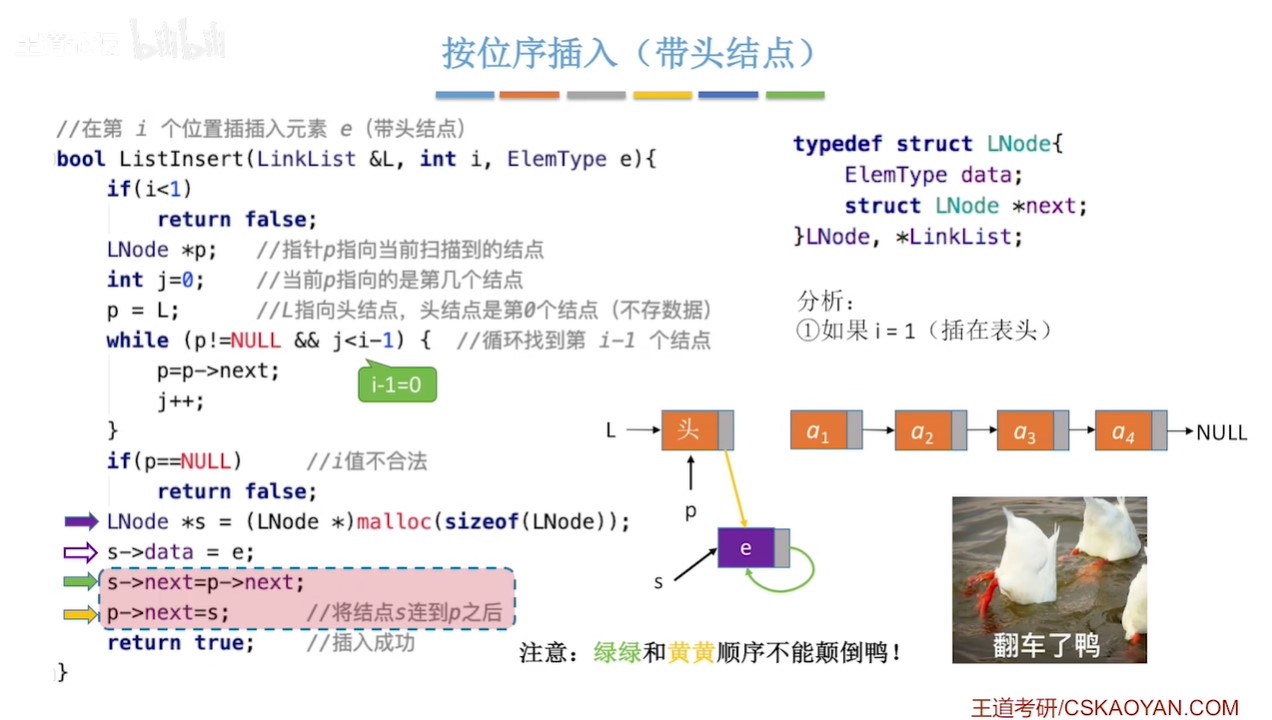 王道论坛 bilibili
按位序插入（带头结点）
//在第 i 个位置插插入元素 e（带头结点）
bool ListInsert(LinkList &L, int i, ElemType e){
if(i<1)
return false;
LNode *p; //指针p指向当前扫描到的结点
int j=0; //当前p指向的是第几个结点
p = L; //L指向头结点，头结点是第0个结点（不存数据）
while (p!=NULL && j<i-1) { //循环找到第 i-1 个结点
p=p->next;
i-1=0
j++;
}
if(p==NULL) //i值不合法
return false;
LNode *s = (LNode *)malloc(sizeof(LNode));
s->data = e;
s->next=p->next;
p->next=s; //将结点s连到p之后
return true; //插入成功
}
typedef struct LNode{
ElemType data;
struct LNode *next;
}LNode, *LinkList;
分析：
①如果 i = 1（插在表头）
L 头 a1 a2 a3 a4 NULL
p
e
s
翻车了鸭
注意：绿绿和黄黄顺序不能颠倒鸭！
王道考研/CSKAOYAN.COM